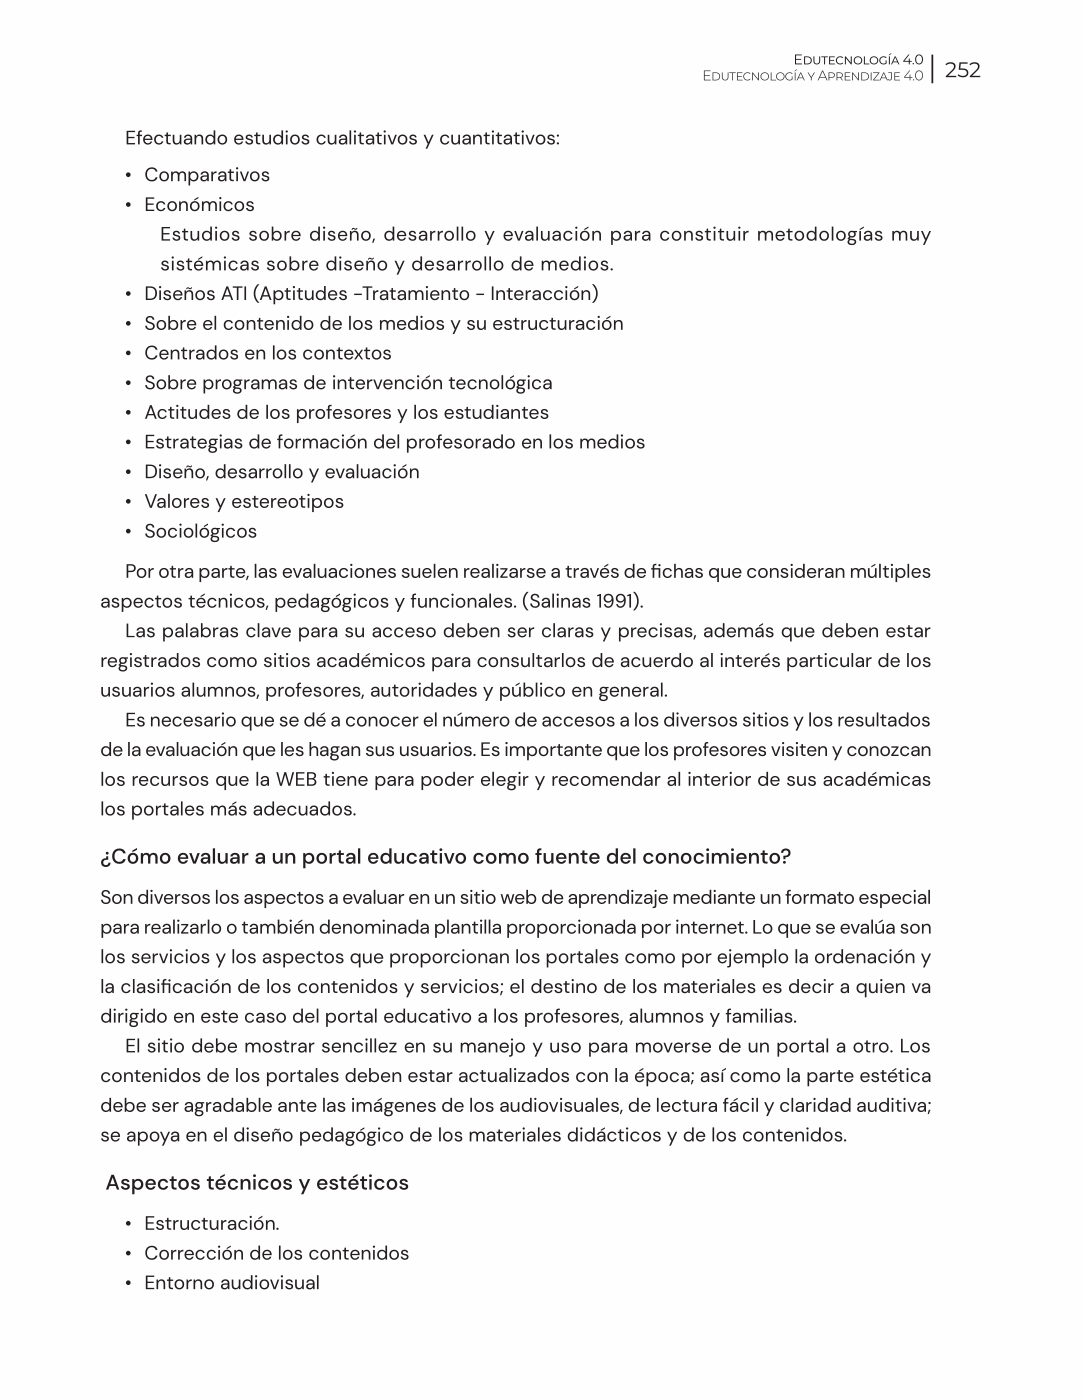 Edutecnología 4.0
Edutecnología y Aprendizaje 4.0
252
Efectuando estudios cualitativos y cuantitativos:
• Comparativos
• Económicos
Estudios sobre diseño, desarrollo y evaluación para constituir metodologías muy
sistémicas sobre diseño y desarrollo de medios.
• Diseños ATI (Aptitudes -Tratamiento - Interacción)
• Sobre el contenido de los medios y su estructuración
• Centrados en los contextos
• Sobre programas de intervención tecnológica
• Actitudes de los profesores y los estudiantes
• Estrategias de formación del profesorado en los medios
• Diseño, desarrollo y evaluación
• Valores y estereotipos
• Sociológicos
Por otra parte, las evaluaciones suelen realizarse a través de fichas que consideran múltiples
aspectos técnicos, pedagógicos y funcionales. (Salinas 1991).
Las palabras clave para su acceso deben ser claras y precisas, además que deben estar
registrados como sitios académicos para consultarlos de acuerdo al interés particular de los
usuarios alumnos, profesores, autoridades y público en general.
Es necesario que se dé a conocer el número de accesos a los diversos sitios y los resultados
de la evaluación que les hagan sus usuarios. Es importante que los profesores visiten y conozcan
los recursos que la WEB tiene para poder elegir y recomendar al interior de sus académicas
los portales más adecuados.
¿Cómo evaluar a un portal educativo como fuente del conocimiento?
Son diversos los aspectos a evaluar en un sitio web de aprendizaje mediante un formato especial
para realizarlo o también denominada plantilla proporcionada por internet. Lo que se evalúa son
los servicios y los aspectos que proporcionan los portales como por ejemplo la ordenación y
la clasificación de los contenidos y servicios; el destino de los materiales es decir a quien va
dirigido en este caso del portal educativo a los profesores, alumnos y familias.
El sitio debe mostrar sencillez en su manejo y uso para moverse de un portal a otro. Los
contenidos de los portales deben estar actualizados con la época; así como la parte estética
debe ser agradable ante las imágenes de los audiovisuales, de lectura fácil y claridad auditiva;
se apoya en el diseño pedagógico de los materiales didácticos y de los contenidos.
Aspectos técnicos y estéticos
• Estructuración.
• Corrección de los contenidos
• Entorno audiovisual